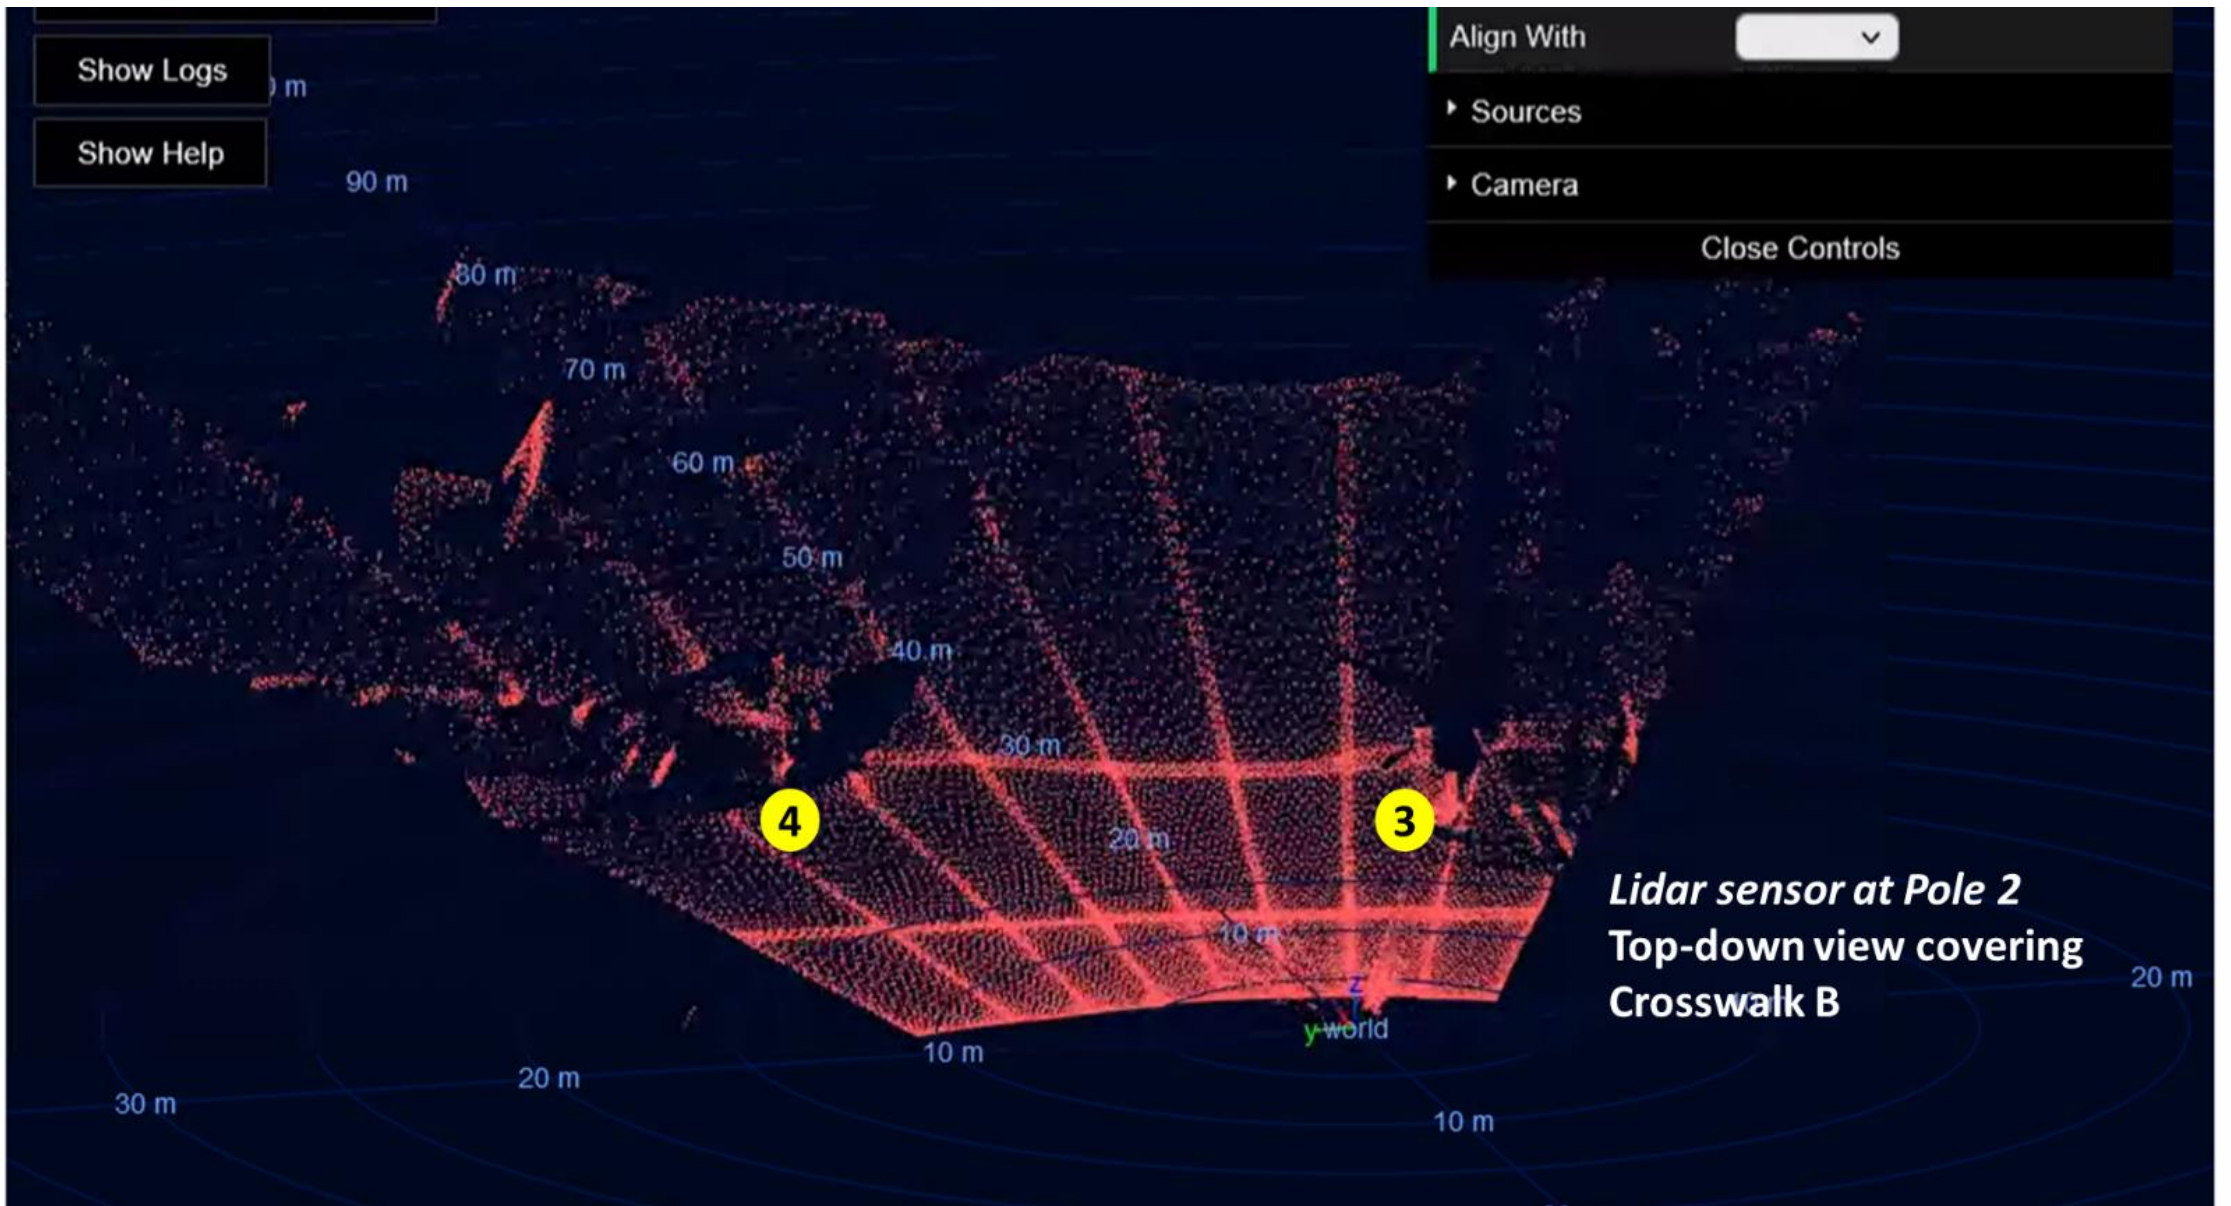 Align With
Show Logs
m
Sources
Show Help
90 m
Camera
Close Controls
80 m
70 m
60 m
50 m
40 m
30 m
4
3
20 m
Lidar sensor at Pole 2
10 m
Top-down view covering
20 m
z
Crosswalk B
y world
10 m
20 m
30 m
10 m